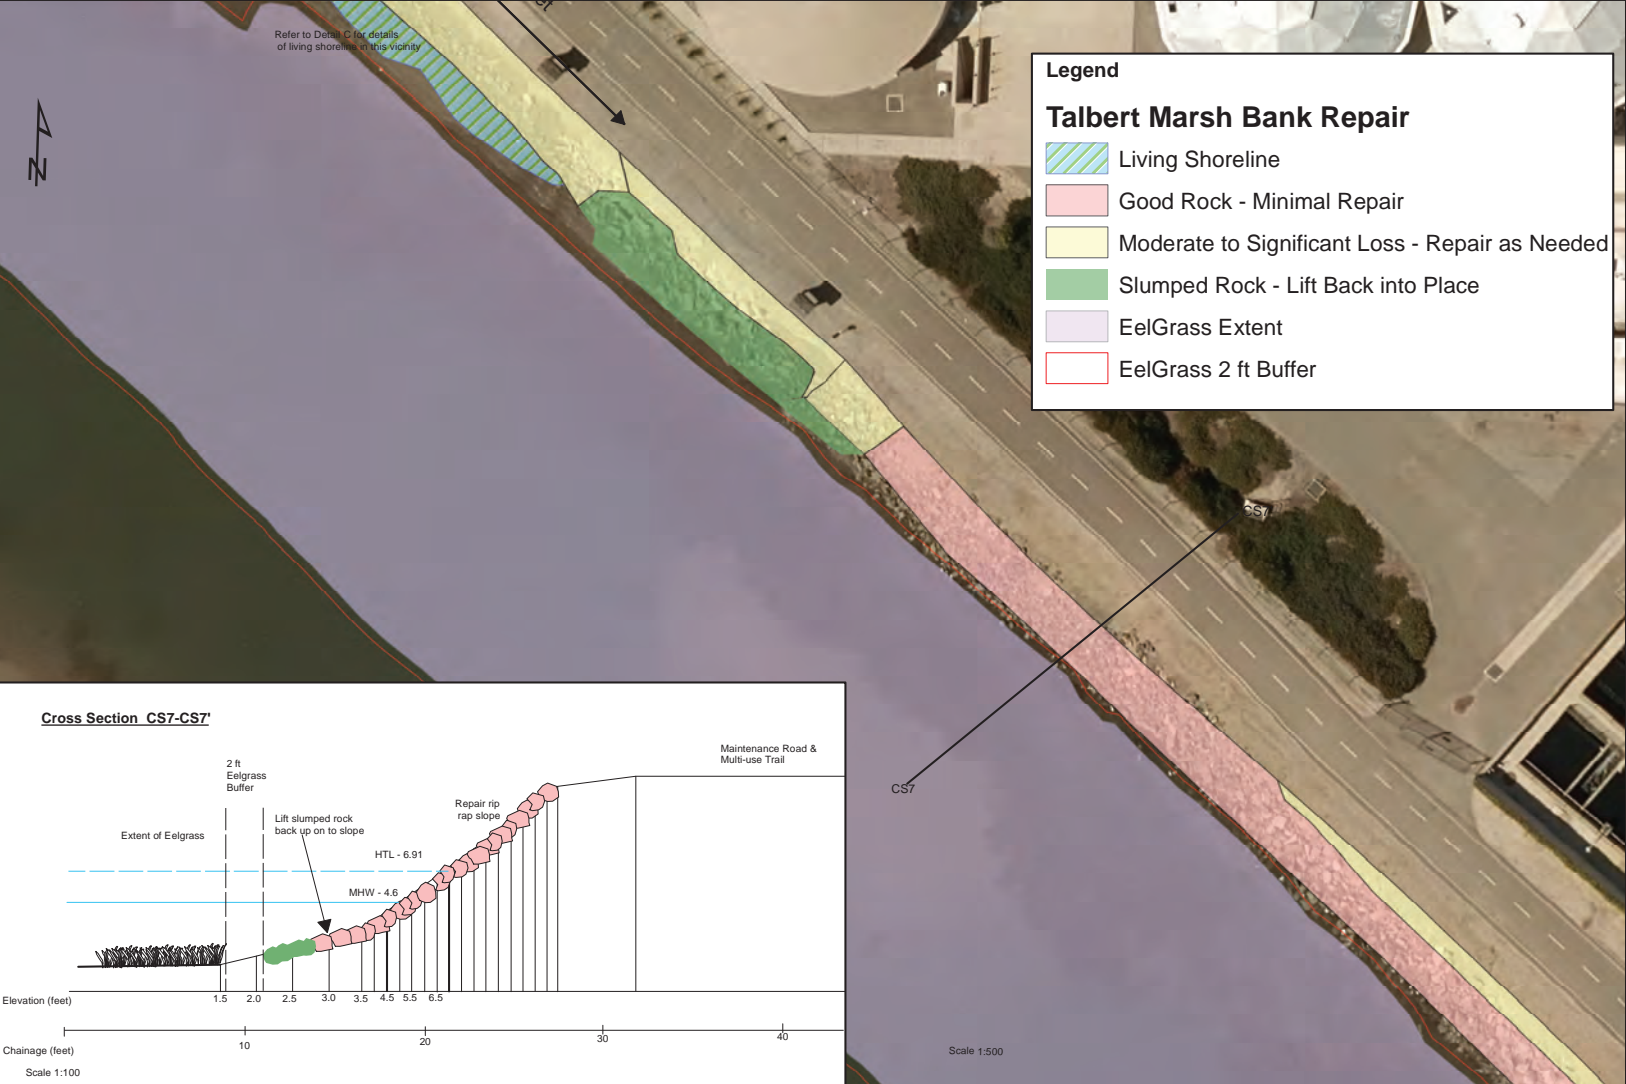 et
Refer to Detail C for details
of living shoreline in this vicinity
N
Legend
Talbert Marsh Bank Repair
Living Shoreline
Good Rock - Minimal Repair
Moderate to Significant Loss - Repair as Needed
Slumped Rock - Lift Back into Place
EelGrass Extent
EelGrass 2 ft Buffer
CS7'
CS7
Cross Section CS7-CS7'
Maintenance Road &
Multi-use Trail
2 ft
Eelgrass
Buffer
Extent of Eelgrass
Lift slumped rock
back up on to slope
Repair rip
rap slope
HTL - 6.91
MHW - 4.6
Elevation (feet)
1.5 2.0 2.5 3.0 3.5 4.5 5.5 6.5
10 20 30 40
Chainage (feet)
Scale 1:100
Scale 1:500